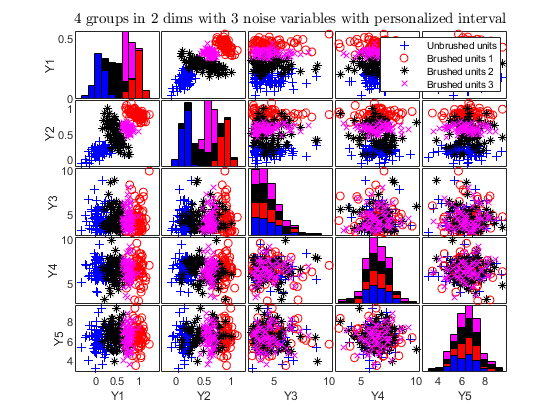 4 groups in 2 dims with 3 noise variables with personalized interval
Unbrushed units
Brushed units 1
Brushed units 2
Brushed units 3
Y1
0.5
0
Y2
0.5
0
Y3
10
5
Y4
10
5
Y5
8
6
4
0 0.5 1
0 0.5 1
5 10
5 10
4 6 8
Y1 Y2 Y3 Y4 Y5